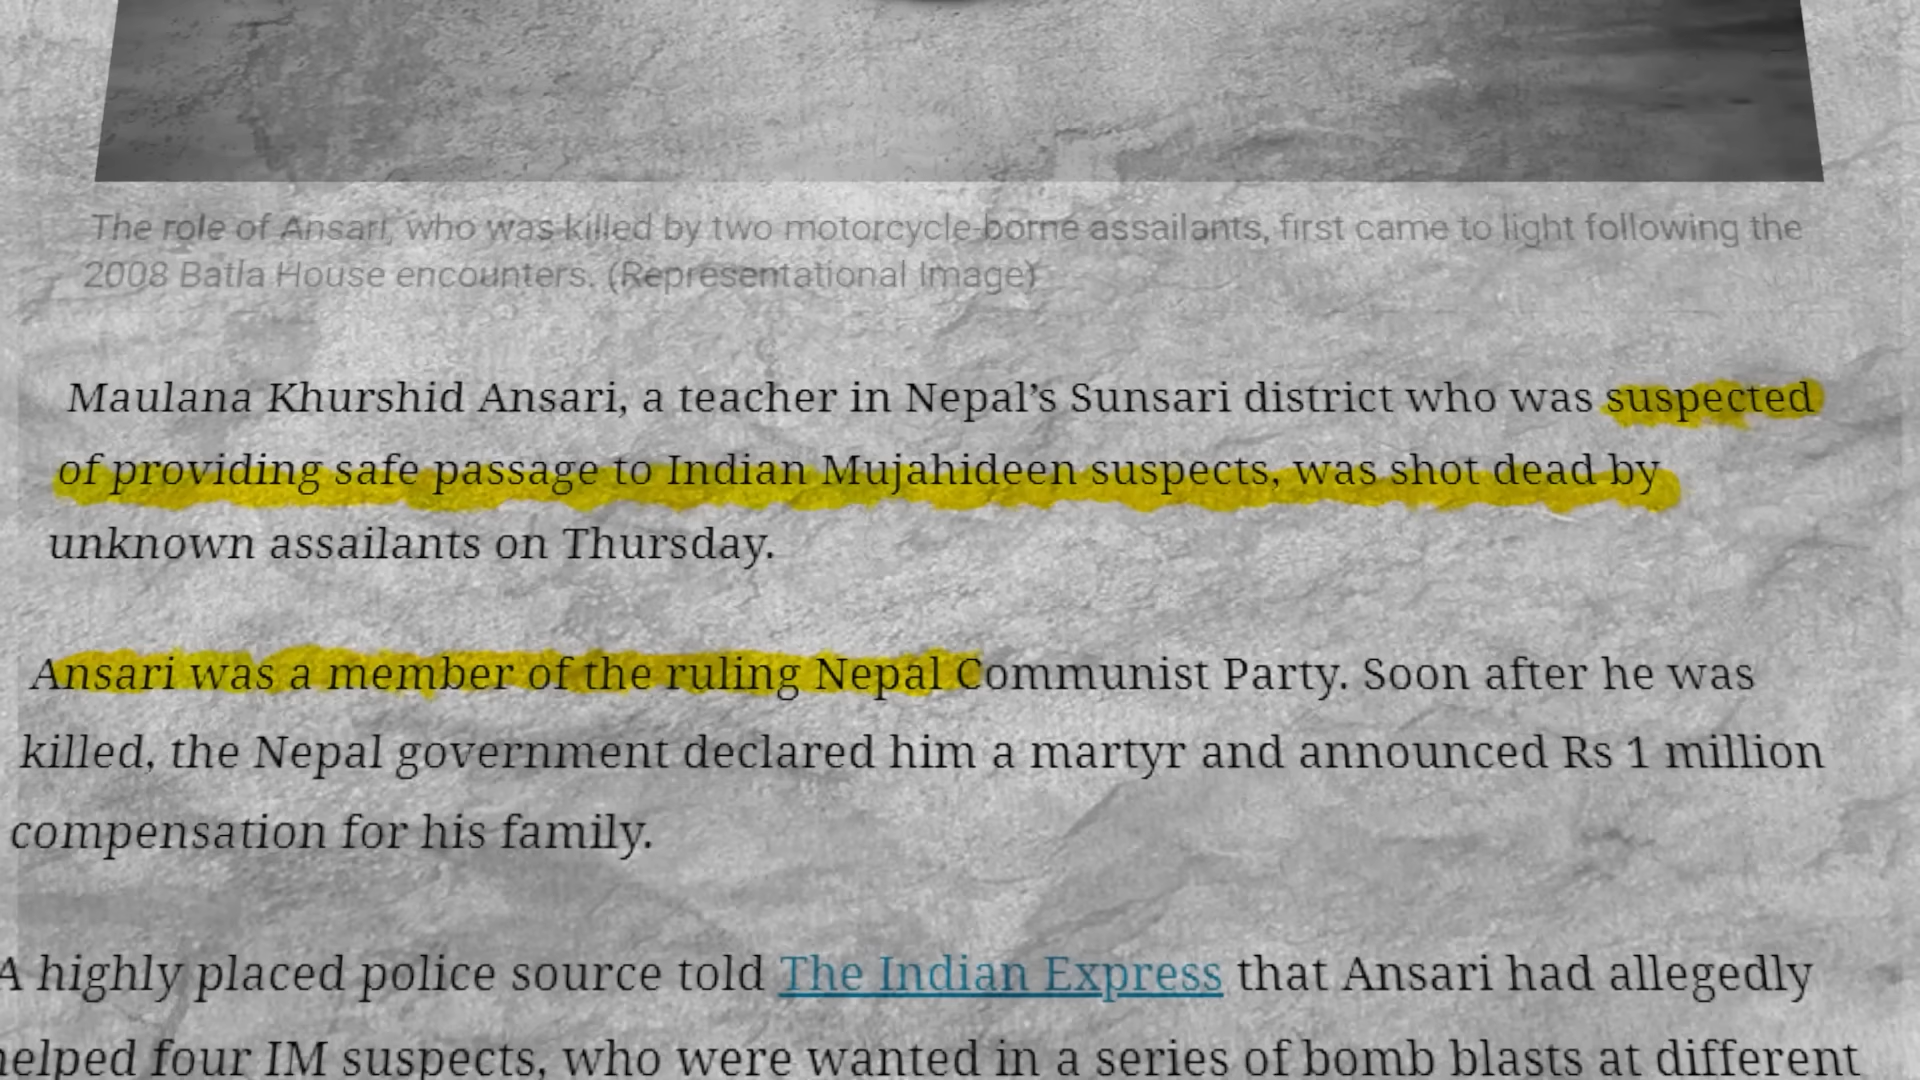 The role of Ansari, who was killed by two motorcycle-borne assailants, first came to light following the
2008 Batla House encounters. (Representational Image)
Maulana Khurshid Ansari, a teacher in Nepal’s Sunsari district who was suspected
of providing safe passage to Indian Mujahideen suspects, was shot dead by
unknown assailants on Thursday.
Ansari was a member of the ruling Nepal Communist Party. Soon after he was
killed, the Nepal government declared him a martyr and announced Rs 1 million
compensation for his family.
A highly placed police source told The Indian Express that Ansari had allegedly
helped four IM suspects, who were wanted in a series of bomb blasts at different